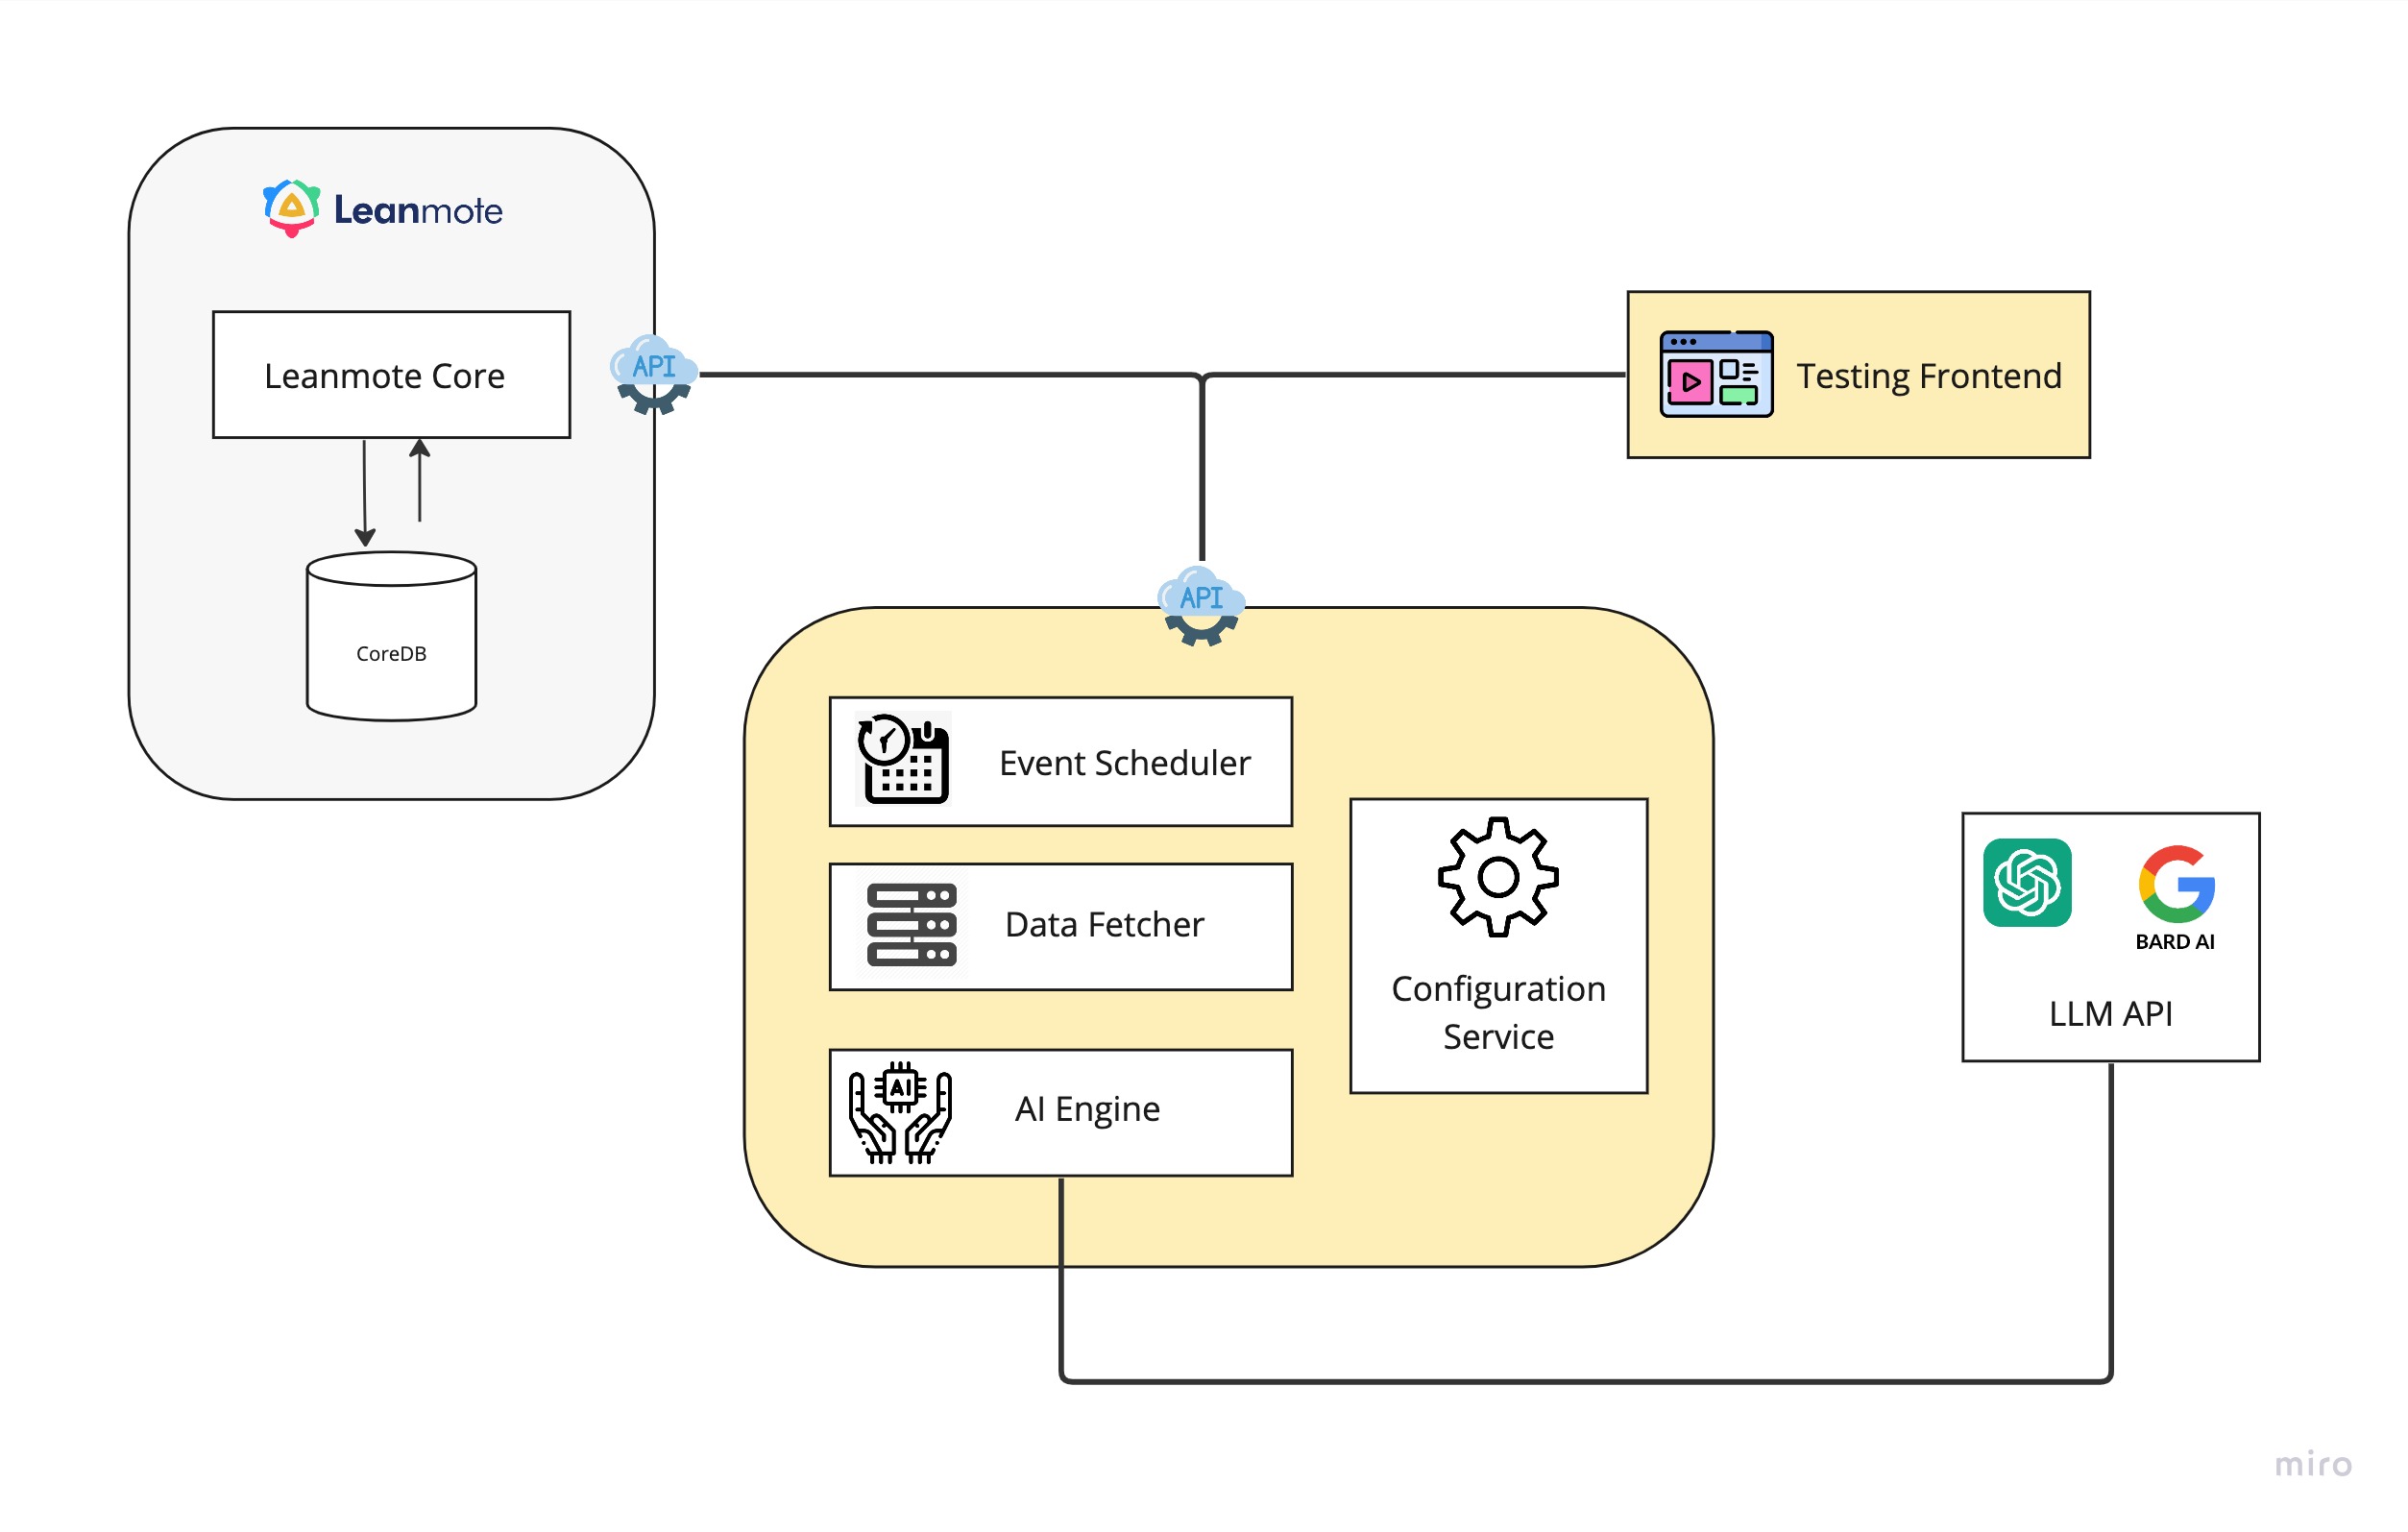 Leanmote
Leanmote Core
API
CoreDB
Testing Frontend
API
Event Scheduler
Data Fetcher
AI
AI Engine
Configuration
Service
BARD AI
LLM API
miro